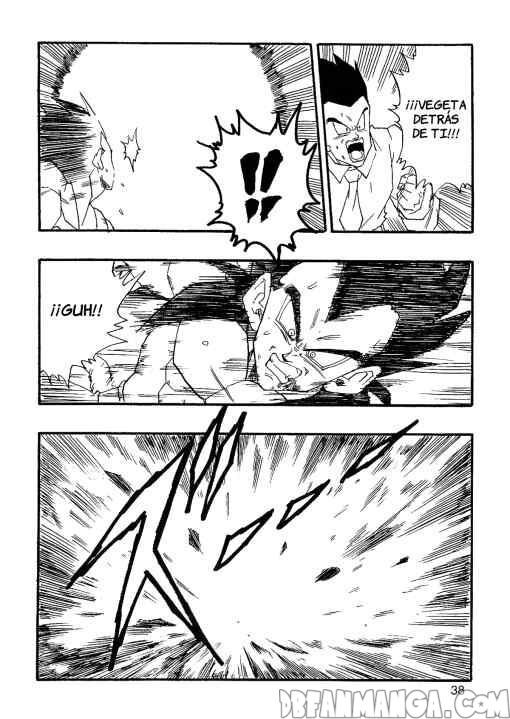 ¡¡¡VEGETA
DETRÁS
DE TI!!!
!!
¡¡GUH!!
38
DBFANMANGA.COM